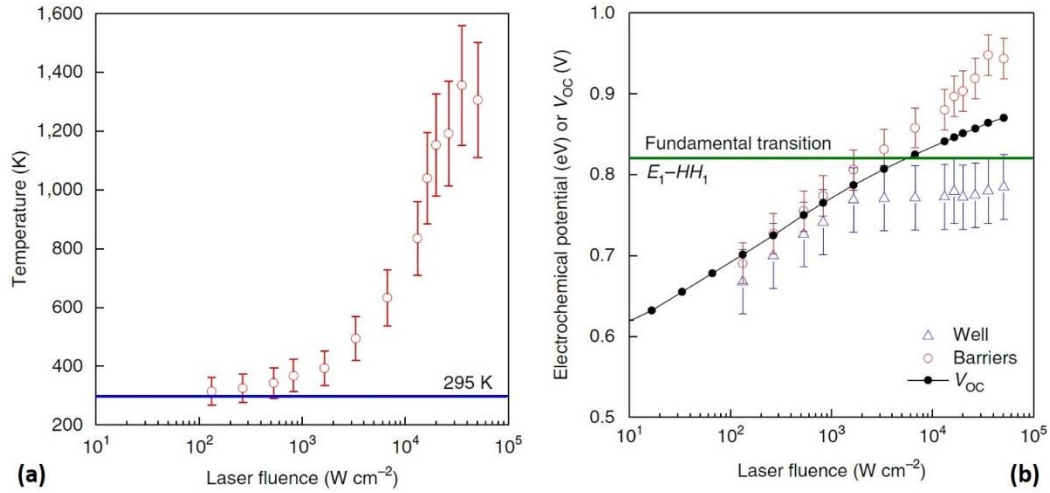 1,600
1,400
1,200
1,000
800
600
400
200
295 K
10¹ 10² 10³ 10⁴ 10⁵
Temperature (K)
Laser fluence (W cm⁻²)
(a)
1.0
0.9
0.8
0.7
0.6
0.5
Fundamental transition
E₁–HH₁
Well
Barriers
V_OC
10¹ 10² 10³ 10⁴ 10⁵
Electrochemical potential (eV) or V_OC (V)
Laser fluence (W cm⁻²)
(b)